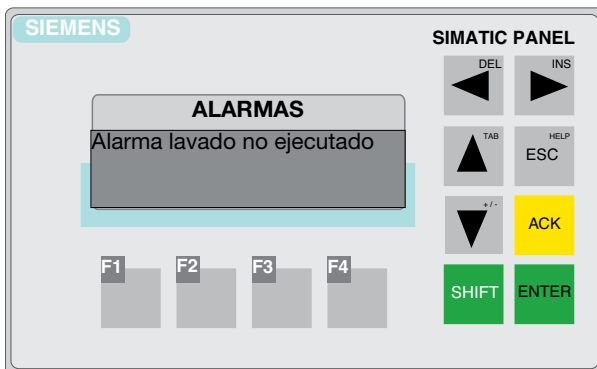 SIEMENS
SIMATIC PANEL
DEL
INS
ALARMAS
Alarma lavado no ejecutado
TAB
HELP
ESC
+ / -
ACK
F1
F2
F3
F4
SHIFT
ENTER